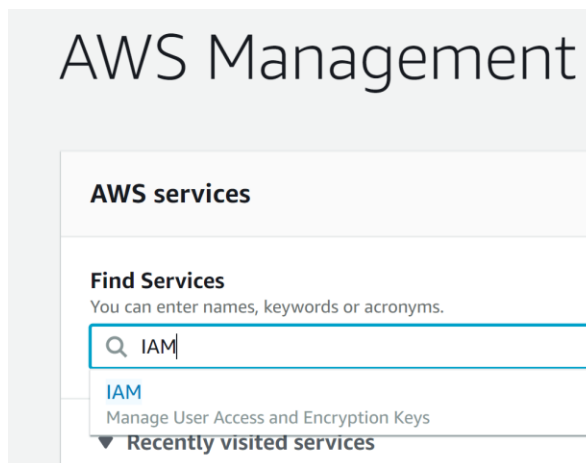 AWS Management
AWS services
Find Services
You can enter names, keywords or acronyms.
IAM
IAM
Manage User Access and Encryption Keys
Recently visited services